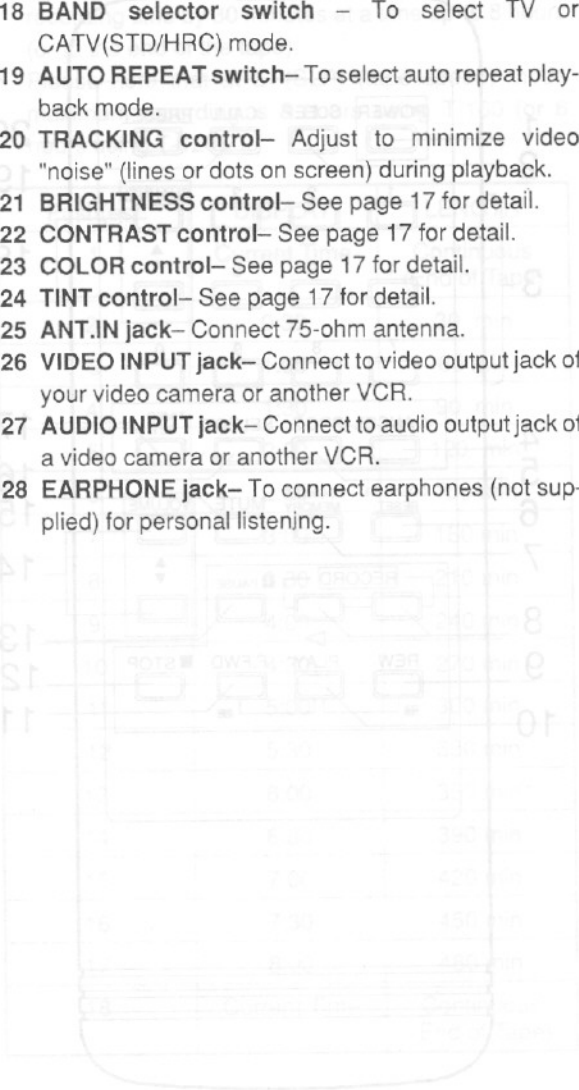 18 BAND selector switch – To select TV or
CATV(STD/HRC) mode.
19 AUTO REPEAT switch– To select auto repeat play-
back mode.
20 TRACKING control– Adjust to minimize video
"noise" (lines or dots on screen) during playback.
21 BRIGHTNESS control– See page 17 for detail.
22 CONTRAST control– See page 17 for detail.
23 COLOR control– See page 17 for detail.
24 TINT control– See page 17 for detail.
25 ANT.IN jack– Connect 75-ohm antenna.
26 VIDEO INPUT jack– Connect to video output jack of
your video camera or another VCR.
27 AUDIO INPUT jack– Connect to audio output jack of
a video camera or another VCR.
28 EARPHONE jack– To connect earphones (not sup-
plied) for personal listening.